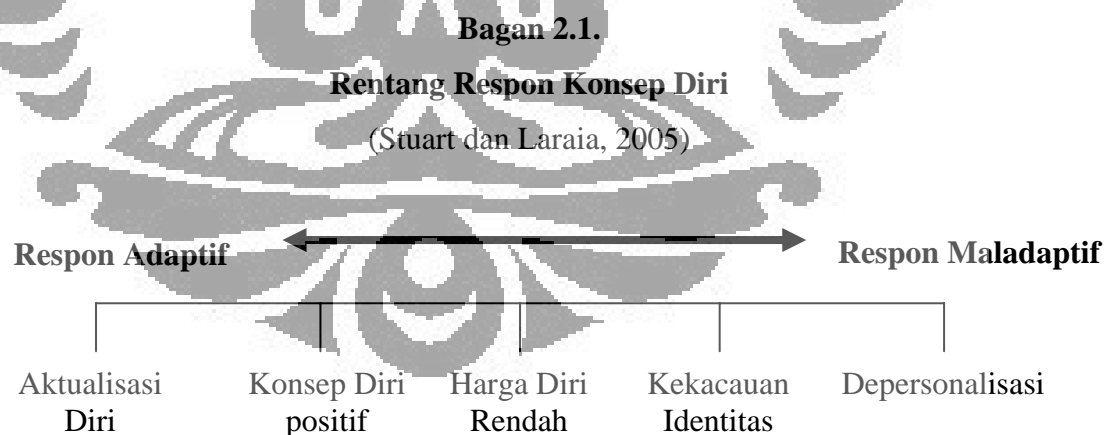 Bagan 2.1.
Rentang Respon Konsep Diri
(Stuart dan Laraia, 2005)
Respon Adaptif
Respon Maladaptif
Aktualisasi
Diri
Konsep Diri
positif
Harga Diri
Rendah
Kekacauan
Identitas
Depersonalisasi